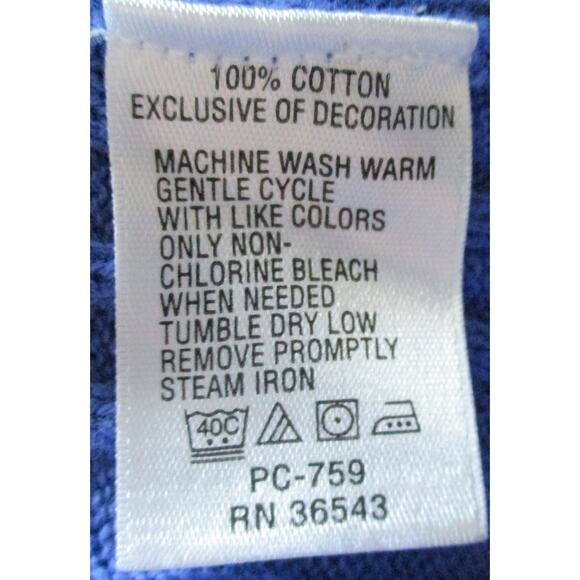 100% COTTON
EXCLUSIVE OF DECORATION
MACHINE WASH WARM
GENTLE CYCLE
WITH LIKE COLORS
ONLY NON-
CHLORINE BLEACH
WHEN NEEDED
TUMBLE DRY LOW
REMOVE PROMPTLY
STEAM IRON
40C
PC-759
RN 36543